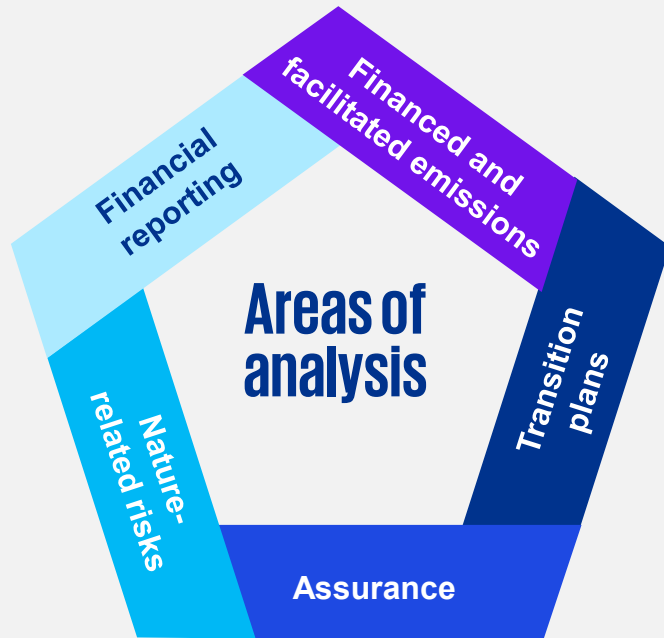 Financed and
facilitated emissions
Financial
reporting
Areas of
analysis
Transition
plans
Nature-
related risks
Assurance